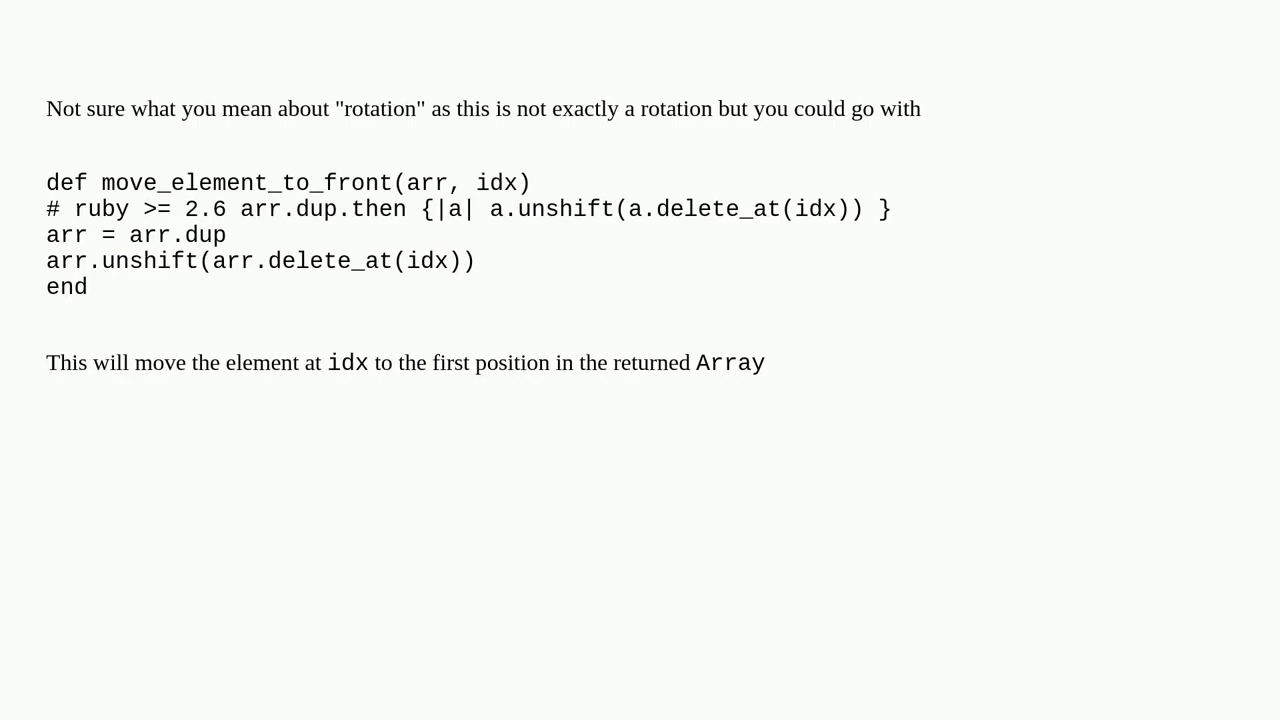 Not sure what you mean about "rotation" as this is not exactly a rotation but you could go with
def move_element_to_front(arr, idx)
# ruby >= 2.6 arr.dup.then {|a| a.unshift(a.delete_at(idx)) }
arr = arr.dup
arr.unshift(arr.delete_at(idx))
end
This will move the element at idx to the first position in the returned Array